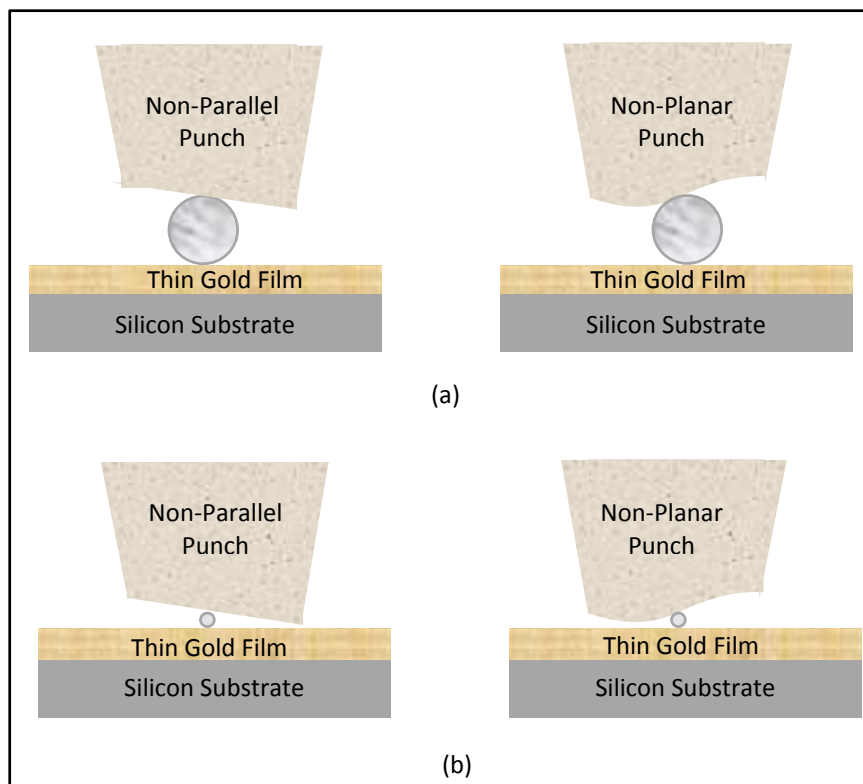 Non-Parallel
Punch
Non-Planar
Punch
Thin Gold Film
Thin Gold Film
Silicon Substrate
Silicon Substrate
(a)
Non-Parallel
Punch
Non-Planar
Punch
Thin Gold Film
Thin Gold Film
Silicon Substrate
Silicon Substrate
(b)